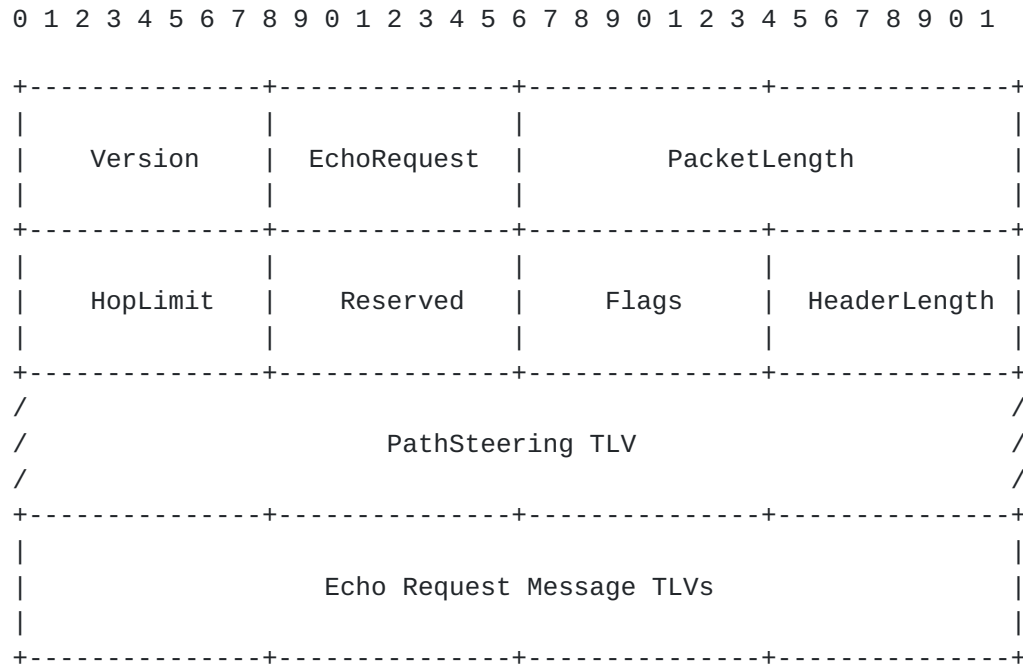 0 1 2 3 4 5 6 7 8 9 0 1 2 3 4 5 6 7 8 9 0 1 2 3 4 5 6 7 8 9 0 1
Version EchoRequest PacketLength
HopLimit Reserved Flags HeaderLength
PathSteering TLV
Echo Request Message TLVs